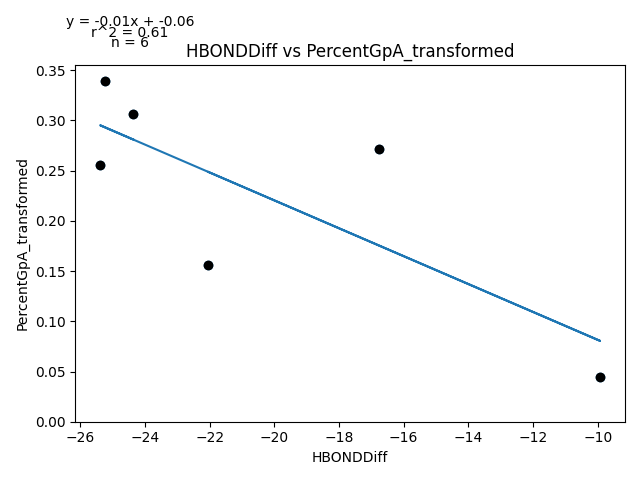 y = -0.01x + -0.06
r^2 = 0.61
n = 6
HBONDDiff vs PercentGpA_transformed
0.35
0.30
0.25
0.20
0.15
0.10
0.05
0.00
PercentGpA_transformed
−26 −24 −22 −20 −18 −16 −14 −12 −10
HBONDDiff